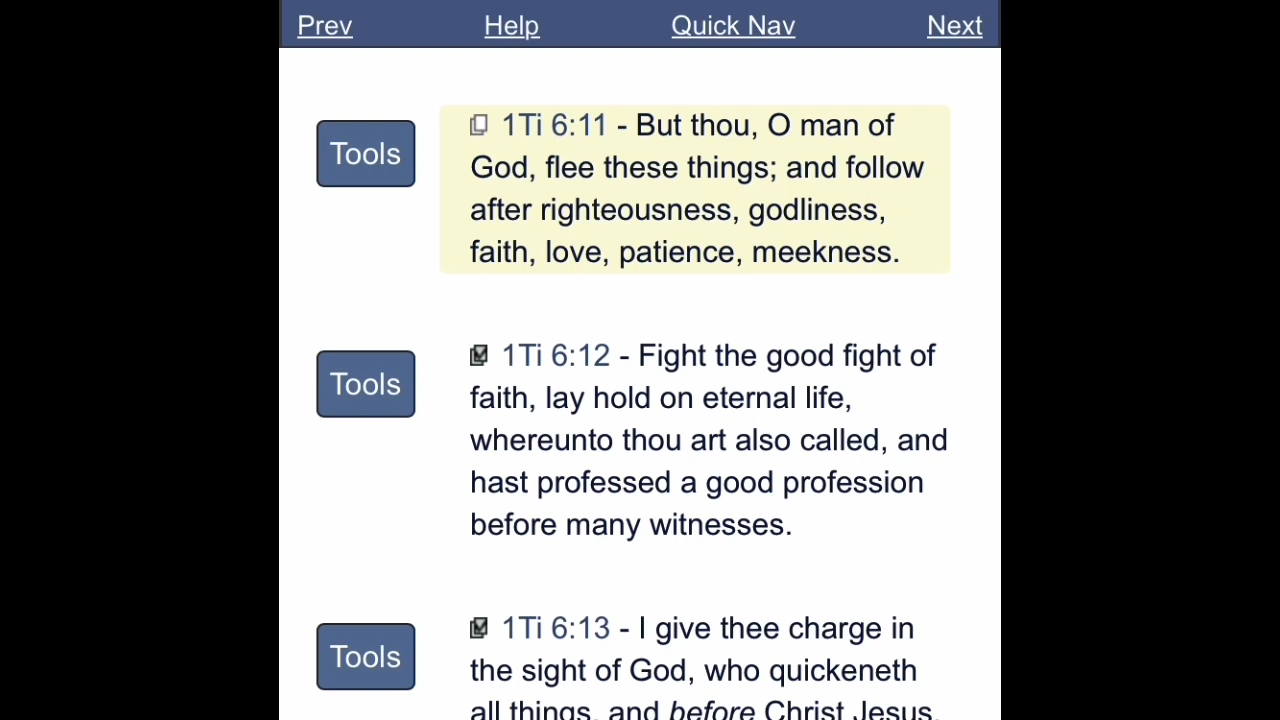 Prev Help Quick Nav Next
Tools
1Ti 6:11 - But thou, O man of
God, flee these things; and follow
after righteousness, godliness,
faith, love, patience, meekness.
Tools
1Ti 6:12 - Fight the good fight of
faith, lay hold on eternal life,
whereunto thou art also called, and
hast professed a good profession
before many witnesses.
Tools
1Ti 6:13 - I give thee charge in
the sight of God, who quickeneth
all things, and before Christ Jesus,